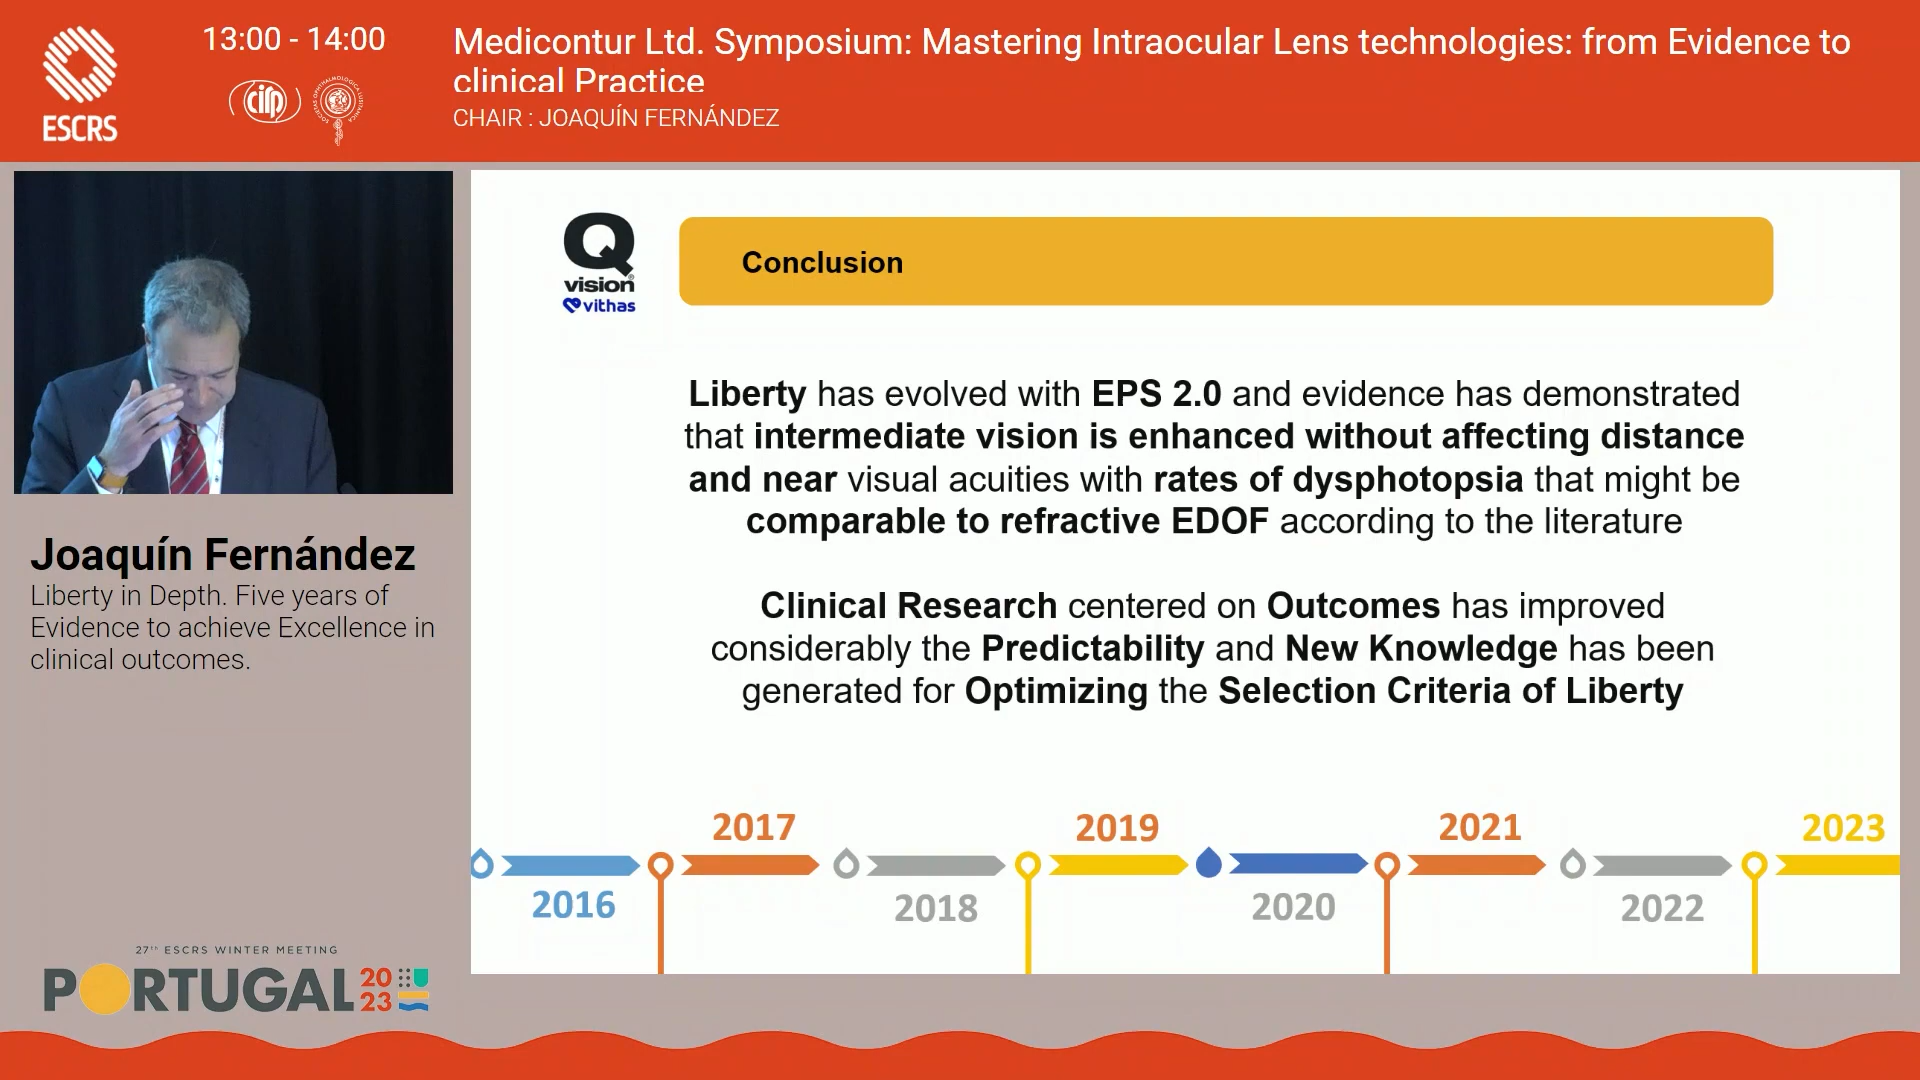 ESCRS
13:00 - 14:00
cirp
Medicontur Ltd. Symposium: Mastering Intraocular Lens technologies: from Evidence to
clinical Practice
CHAIR : JOAQUÍN FERNÁNDEZ
Joaquín Fernández
Liberty in Depth. Five years of
Evidence to achieve Excellence in
clinical outcomes.
27th ESCRS WINTER MEETING
PORTUGAL 2023
Q
vision
vithas
Conclusion
Liberty has evolved with EPS 2.0 and evidence has demonstrated
that intermediate vision is enhanced without affecting distance
and near visual acuities with rates of dysphotopsia that might be
comparable to refractive EDOF according to the literature
Clinical Research centered on Outcomes has improved
considerably the Predictability and New Knowledge has been
generated for Optimizing the Selection Criteria of Liberty
2017 2019 2021 2023
2016 2018 2020 2022